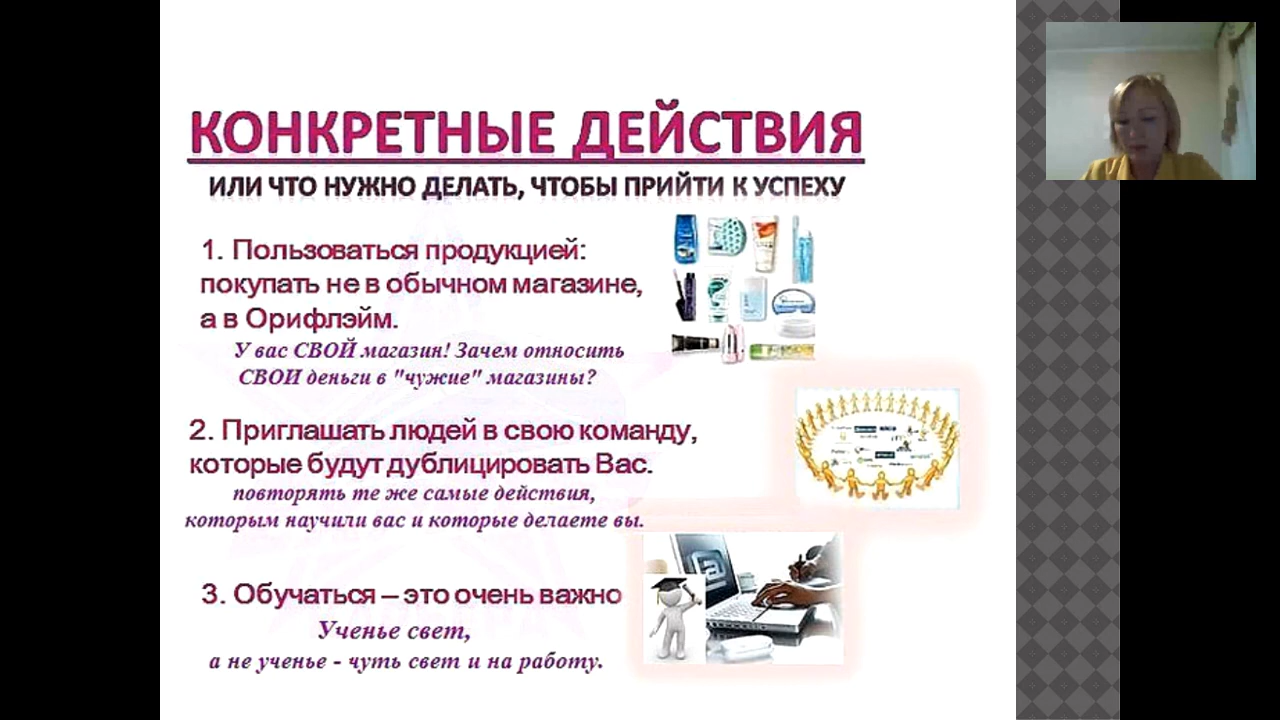 КОНКРЕТНЫЕ ДЕЙСТВИЯ
ИЛИ ЧТО НУЖНО ДЕЛАТЬ, ЧТОБЫ ПРИЙТИ К УСПЕХУ
1. Пользоваться продукцией:
покупать не в обычном магазине,
а в Орифлэйм.
У вас СВОЙ магазин! Зачем относить
СВОИ деньги в "чужие" магазины?
2. Приглашать людей в свою команду,
которые будут дублицировать Вас.
повторять те же самые действия,
которым научили вас и которые делаете вы.
3. Обучаться – это очень важно
Ученье свет,
а не ученье - чуть свет и на работу.